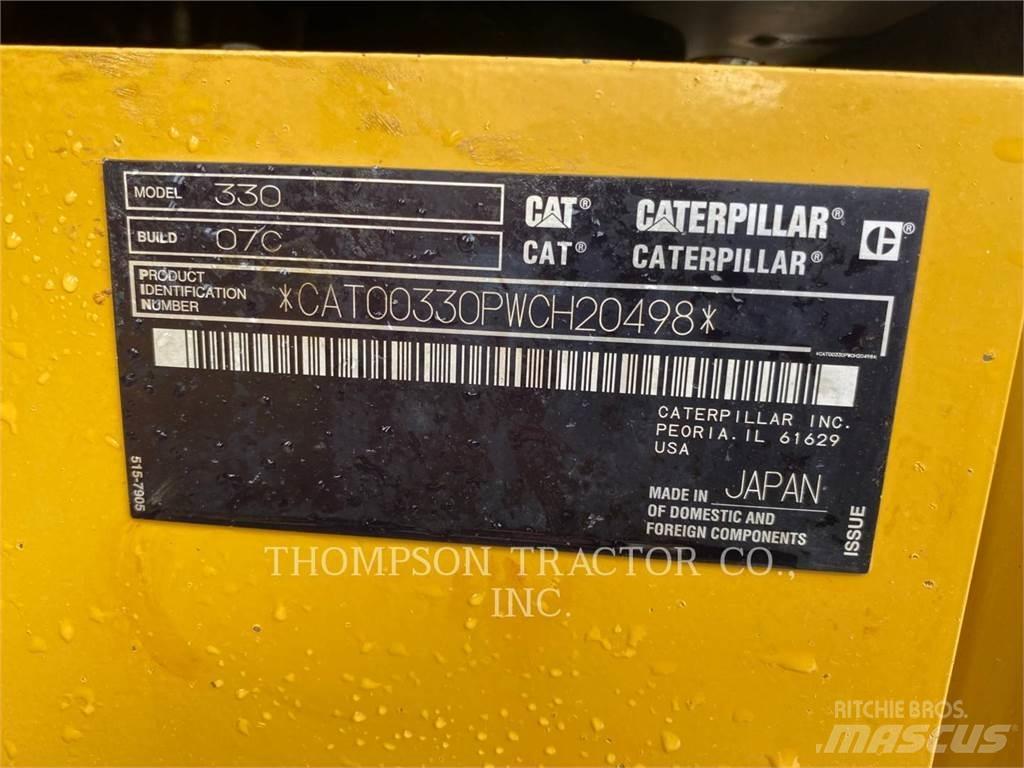 MODEL 330
BUILD 07C
CAT® CATERPILLAR®
CAT® CATERPILLAR®
C®
PRODUCT
IDENTIFICATION
NUMBER
*CAT00330PWCH20498*
*CAT00330PWCH20498*
CATERPILLAR INC.
PEORIA. IL 61629
USA
515-7905
MADE IN JAPAN
OF DOMESTIC AND
FOREIGN COMPONENTS
ISSUE
THOMPSON TRACTOR CO.,
INC.
RITCHIE BROS.
MASCUS